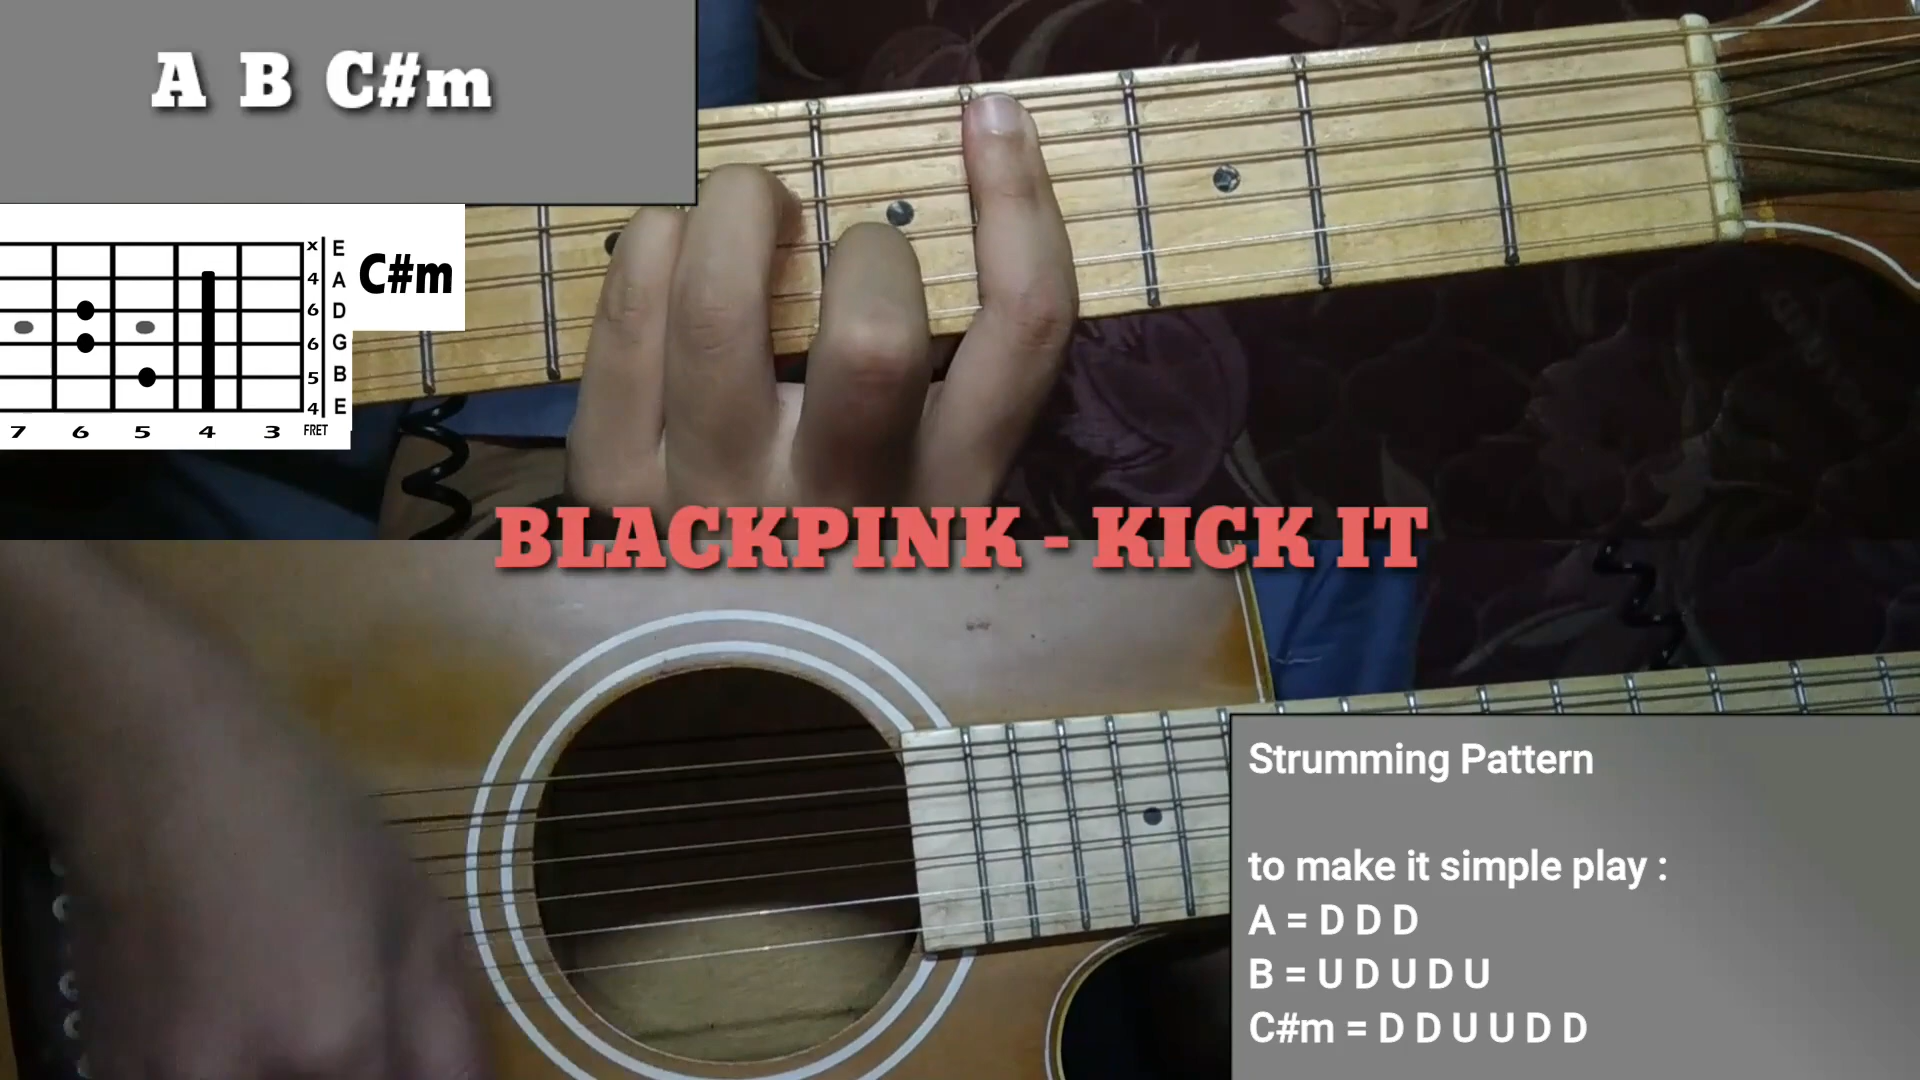 A B C#m
x E
4 A
6 D
6 G
5 B
4 E
C#m
7 6 5 4 3 FRET
BLACKPINK - KICK IT
Strumming Pattern
to make it simple play :
A = D D D
B = U D U D U
C#m = D D U U D D